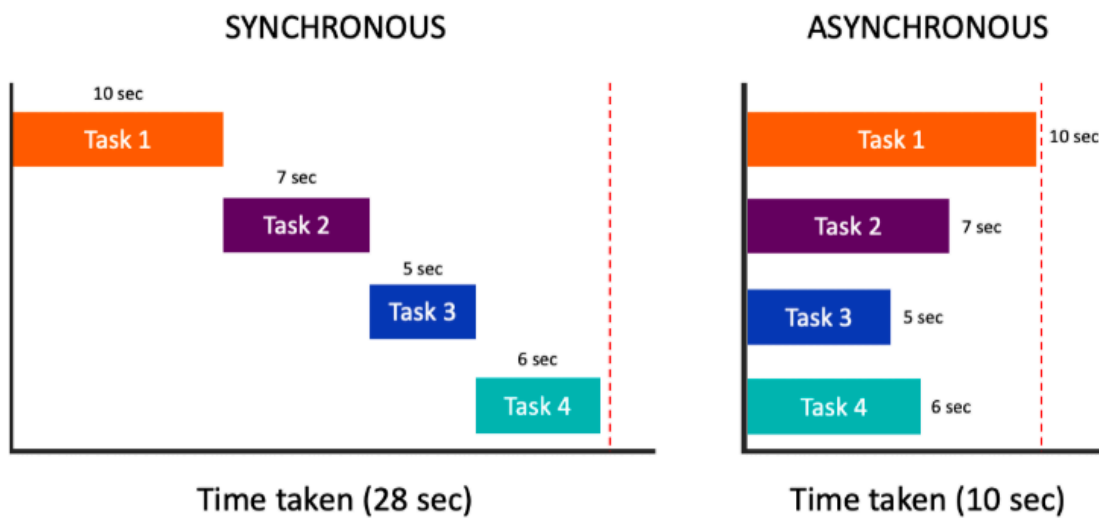 SYNCHRONOUS
10 sec
Task 1
7 sec
Task 2
5 sec
Task 3
6 sec
Task 4
Time taken (28 sec)
ASYNCHRONOUS
Task 1
10 sec
Task 2
7 sec
Task 3
5 sec
Task 4
6 sec
Time taken (10 sec)